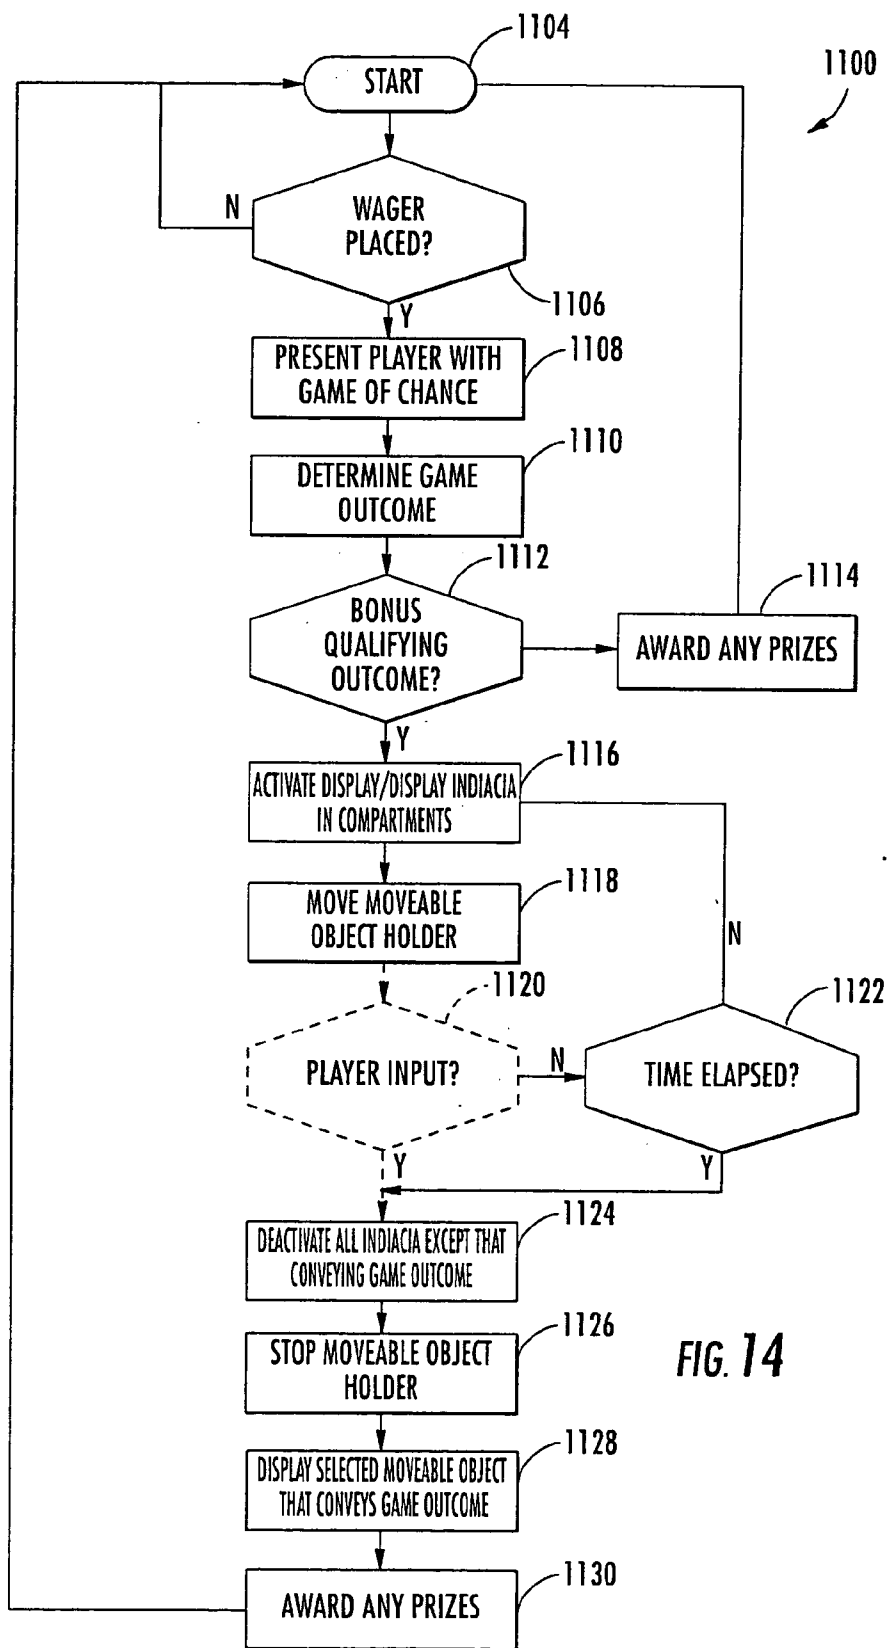 1104
START
1100
WAGER
PLACED?
N
1106
Y
PRESENT PLAYER WITH
GAME OF CHANCE
1108
DETERMINE GAME
OUTCOME
1110
1112
BONUS
QUALIFYING
OUTCOME?
1114
AWARD ANY PRIZES
Y
1116
ACTIVATE DISPLAY/DISPLAY INDIACIA
IN COMPARTMENTS
1118
MOVE MOVEABLE
OBJECT HOLDER
N
1120
1122
PLAYER INPUT?
N
TIME ELAPSED?
Y
Y
1124
DEACTIVATE ALL INDIACIA EXCEPT THAT
CONVEYING GAME OUTCOME
1126
STOP MOVEABLE OBJECT
HOLDER
FIG. 14
1128
DISPLAY SELECTED MOVEABLE OBJECT
THAT CONVEYS GAME OUTCOME
1130
AWARD ANY PRIZES